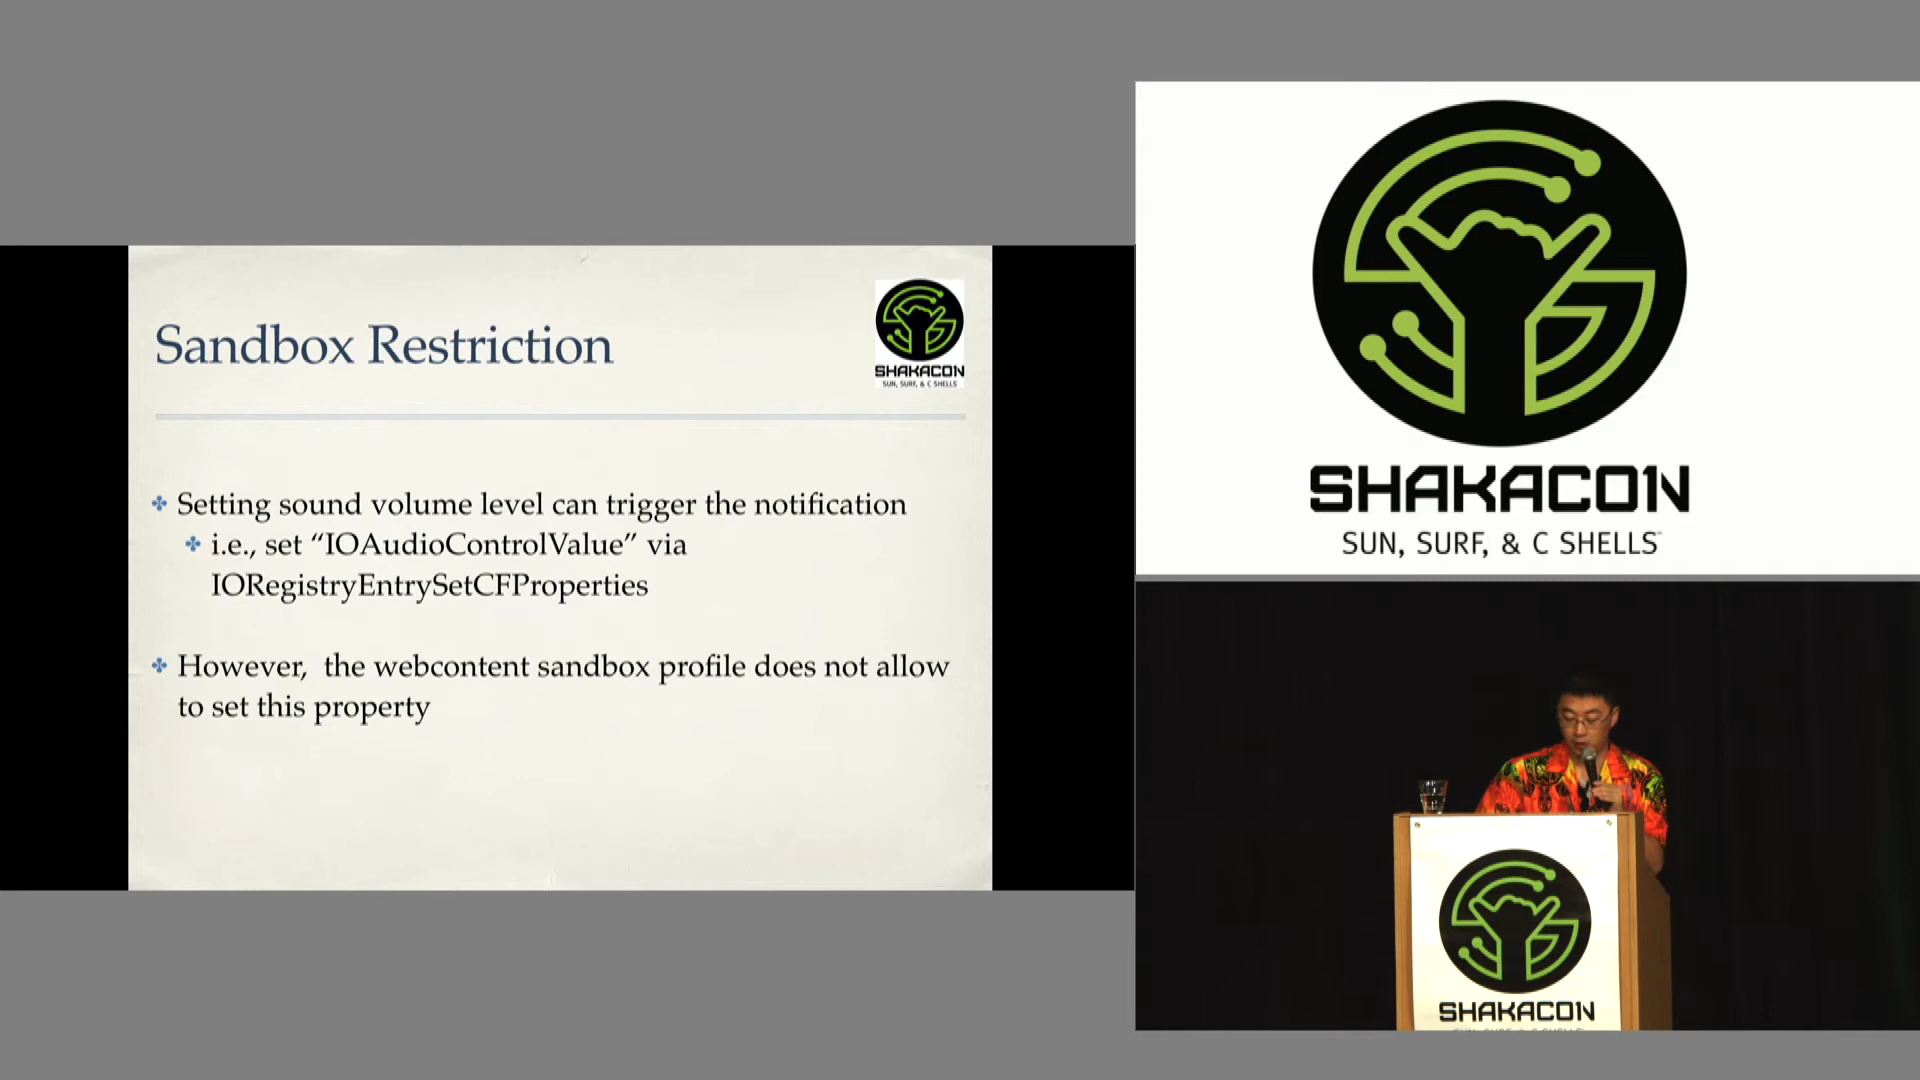 Sandbox Restriction
SHAKACON
SUN, SURF, & C SHELLS
Setting sound volume level can trigger the notification
i.e., set “IOAudioControlValue” via
IORegistryEntrySetCFProperties
However, the webcontent sandbox profile does not allow
to set this property
SHAKACON
SUN, SURF, & C SHELLS
SHAKACON